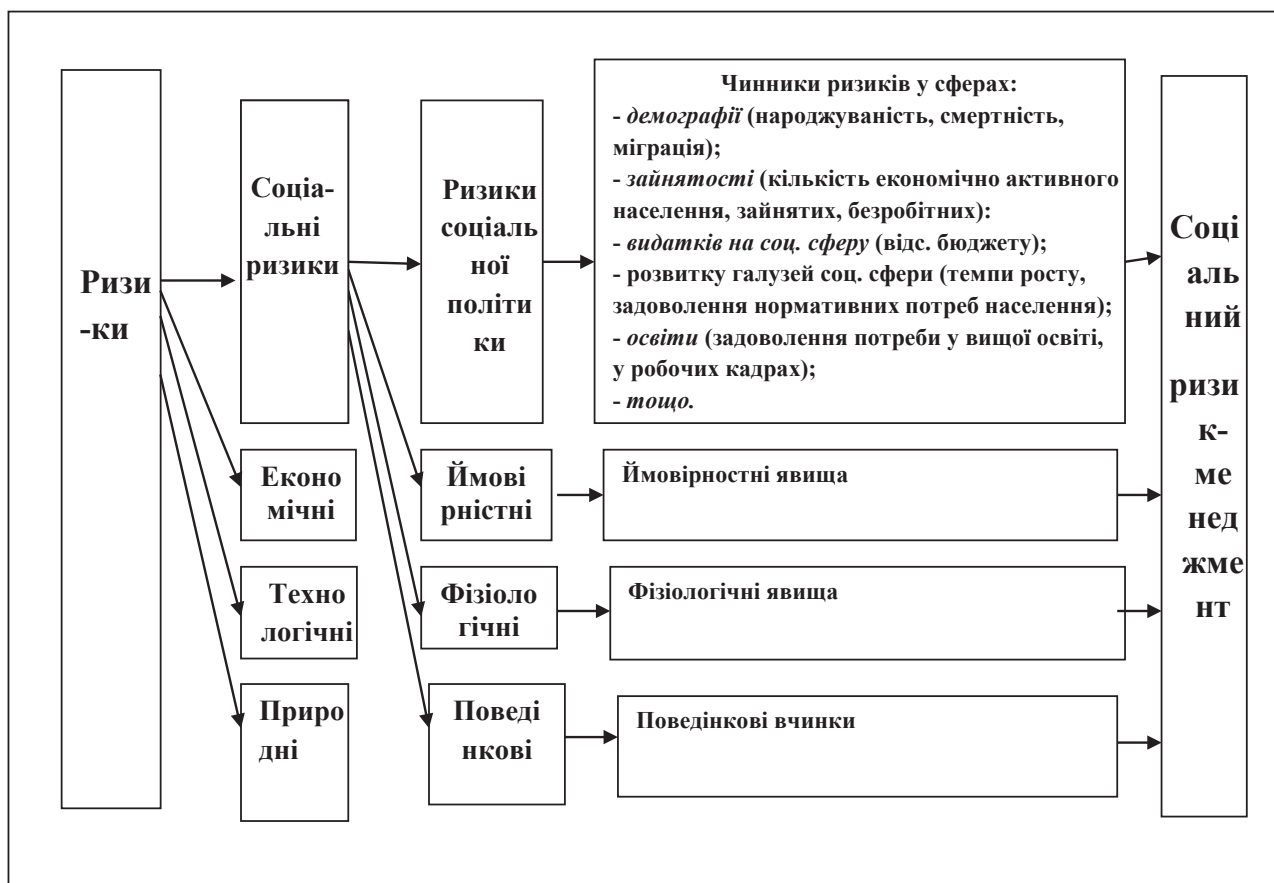 Ризи
-ки
Соціа-
льні
ризики
Ризики
соціаль
ної
політи
ки
Чинники ризиків у сферах:
- демографії (народжуваність, смертність,
міграція);
- зайнятості (кількість економічно активного
населення, зайнятих, безробітних):
- видатків на соц. сферу (відс. бюджету);
- розвитку галузей соц. сфери (темпи росту,
задоволення нормативних потреб населення);
- освіти (задоволення потреби у вищої освіті,
у робочих кадрах);
- тощо.
Соці
аль
ний
ризи
к-
ме
нед
жме
нт
Еконо
мічні
Ймові
рністні
Ймовірностні явища
Техно
логічні
Фізіоло
гічні
Фізіологічні явища
Приро
дні
Поведі
нкові
Поведінкові вчинки